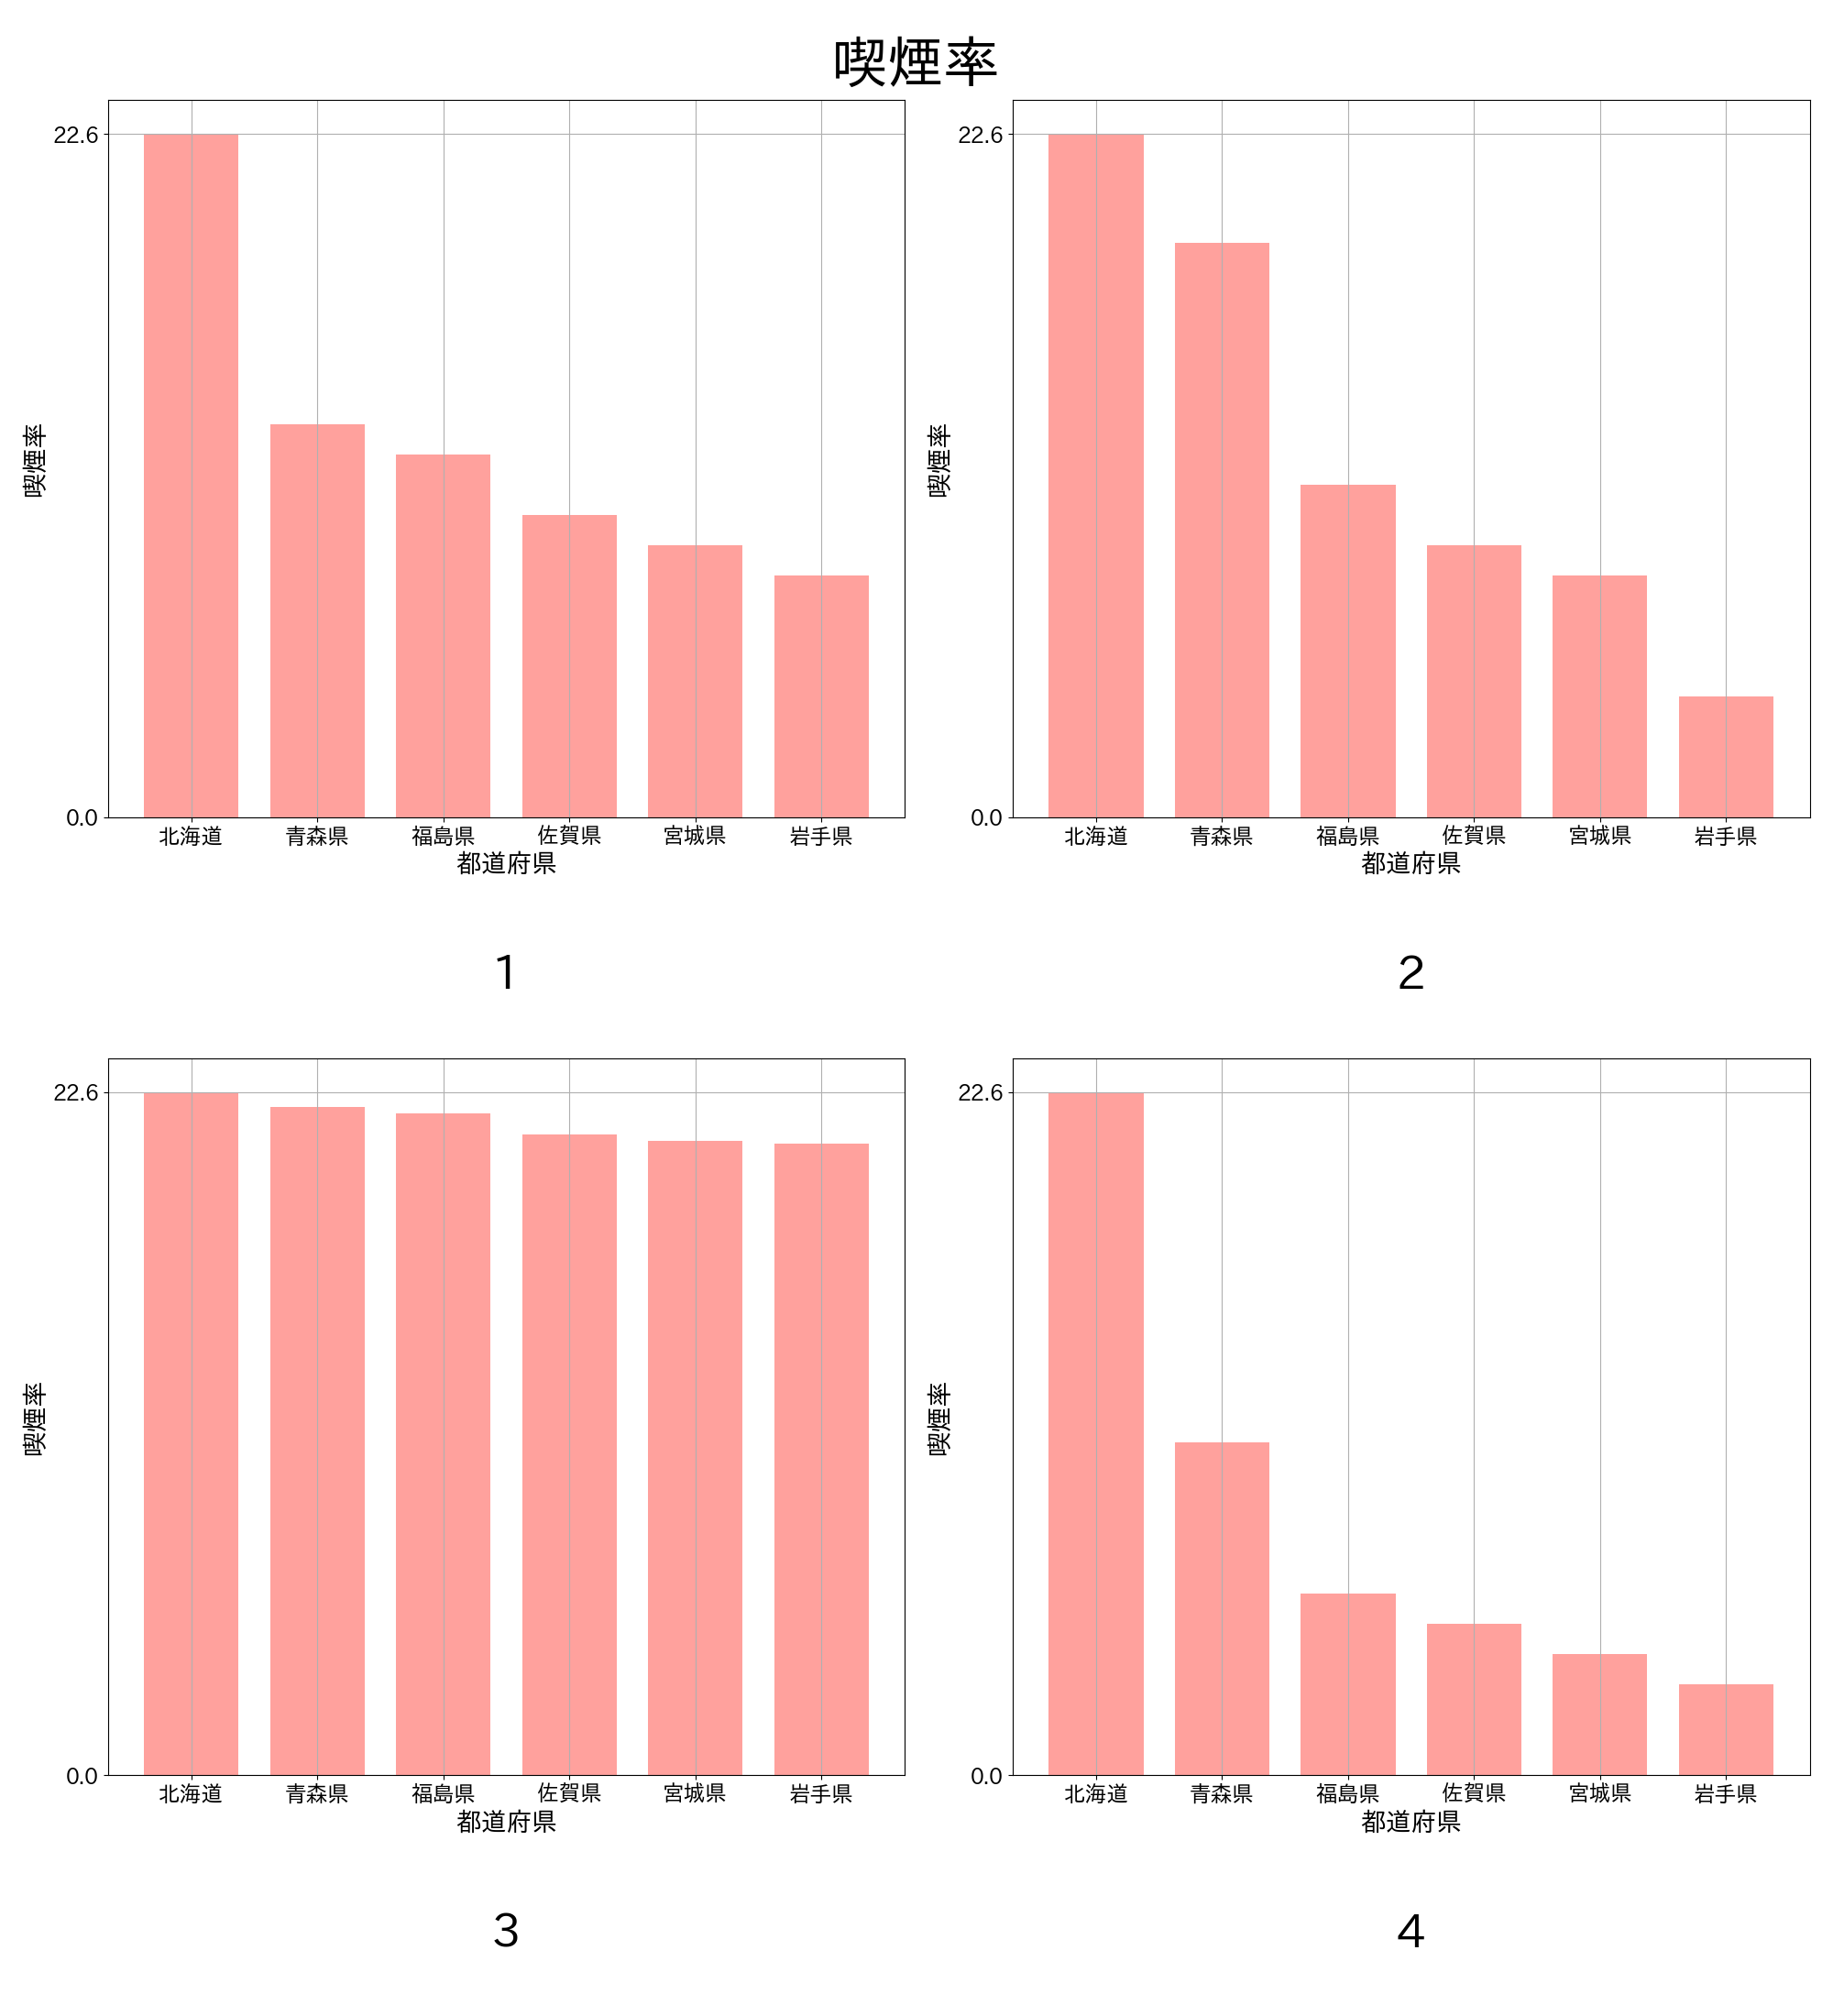 喫煙率
22.6
喫煙率
0.0
北海道 青森県 福島県 佐賀県 宮城県 岩手県
都道府県
1
22.6
喫煙率
0.0
北海道 青森県 福島県 佐賀県 宮城県 岩手県
都道府県
2
22.6
喫煙率
0.0
北海道 青森県 福島県 佐賀県 宮城県 岩手県
都道府県
3
22.6
喫煙率
0.0
北海道 青森県 福島県 佐賀県 宮城県 岩手県
都道府県
4